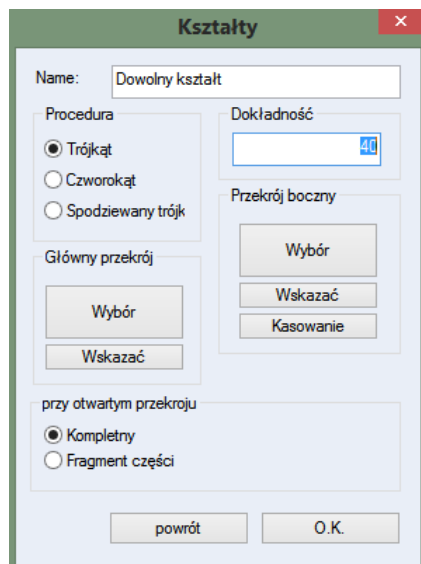 Kształty
Name: Dowolny kształt
Procedura
Trójkąt
Czworokąt
Spodziewany trójk
Dokładność
40
Przekrój boczny
Wybór
Wskazać
Kasowanie
Główny przekrój
Wybór
Wskazać
przy otwartym przekroju
Kompletny
Fragment części
powrót
O.K.